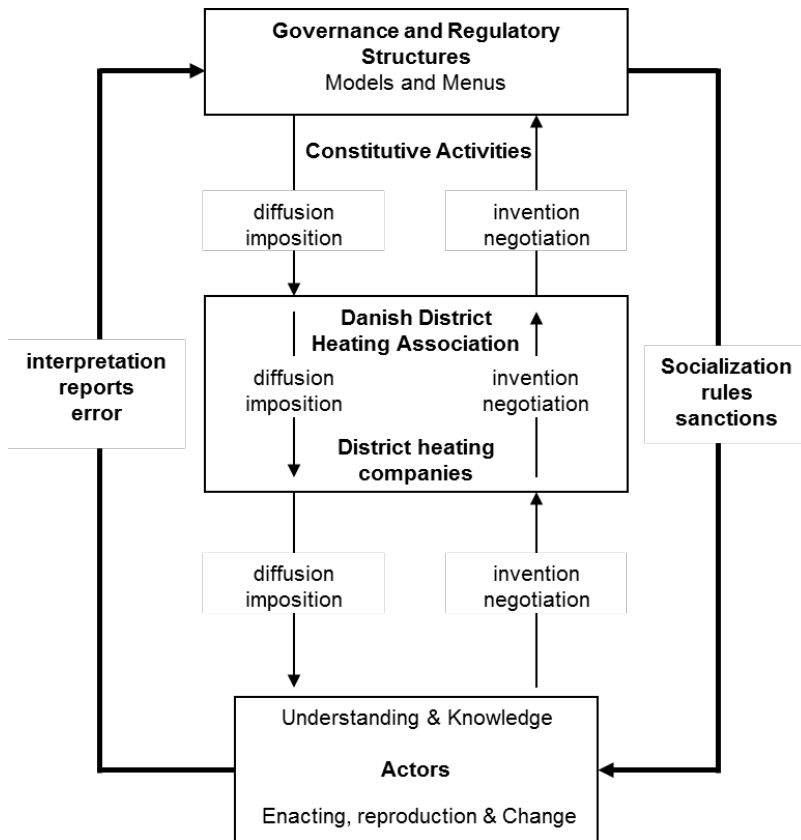 Governance and Regulatory
Structures
Models and Menus
Constitutive Activities
diffusion
imposition
invention
negotiation
Danish District
Heating Association
interpretation
reports
error
diffusion
imposition
invention
negotiation
Socialization
rules
sanctions
District heating
companies
diffusion
imposition
invention
negotiation
Understanding & Knowledge
Actors
Enacting, reproduction & Change